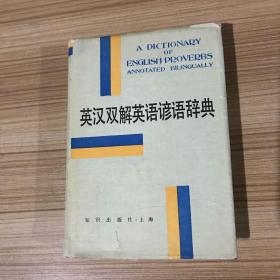 A DICTIONARY
OF
ENGLISH PROVERBS
ANNOTATED BILINGUALLY
英汉双解英语谚语辞典
知识出版社·上海